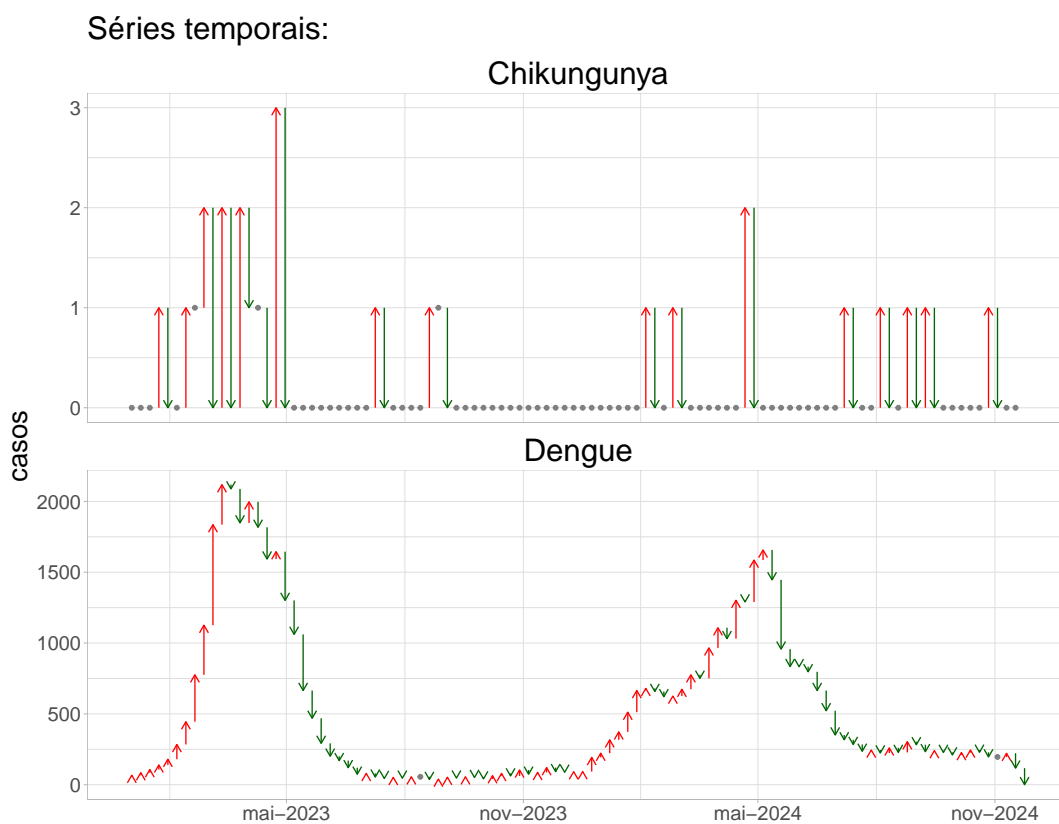 Séries temporais:
Chikungunya
3
2
1
0
casos
Dengue
2000
1500
1000
500
0
mai−2023 nov−2023 mai−2024 nov−2024